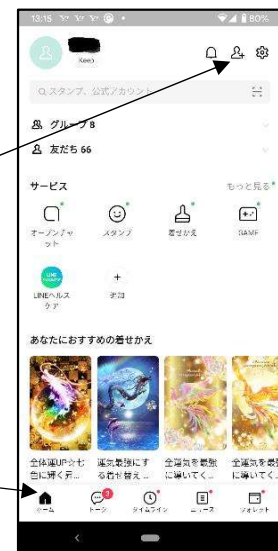 13:15
80%
Keep
スタンプ、公式アカウント
グループ 8
友だち 66
サービス
もっと見る
オープンチャット
スタンプ
着せかえ
GAME
LINE
LINEヘルスケア
追加
あなたにおすすめの着せかえ
全体運UP☆七色に輝く昇...
運気最強にする着せ替え...
全運気を最強に導いてく...
全運気を最強に導いてく...
3
ホーム
トーク
タイムライン
ニュース
ウォレット